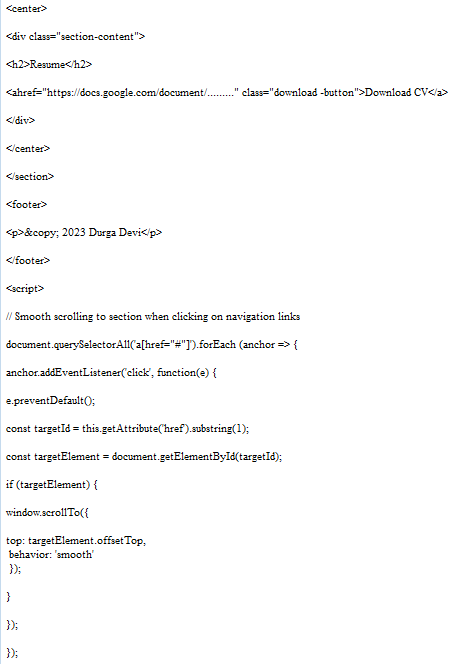 <center>
<div class="section-content">
<h2>Resume</h2>
<ahref="https://docs.google.com/document/........." class="download -button">Download CV</a>
</div>
</center>
</section>
<footer>
<p>&copy; 2023 Durga Devi</p>
</footer>
<script>
// Smooth scrolling to section when clicking on navigation links
document.querySelectorAll('a[href="#"]').forEach (anchor => {
anchor.addEventListener('click', function(e) {
e.preventDefault();
const targetId = this.getAttribute('href').substring(1);
const targetElement = document.getElementById(targetId);
if (targetElement) {
window.scrollTo({
top: targetElement.offsetTop,
behavior: 'smooth'
});
}
});
});